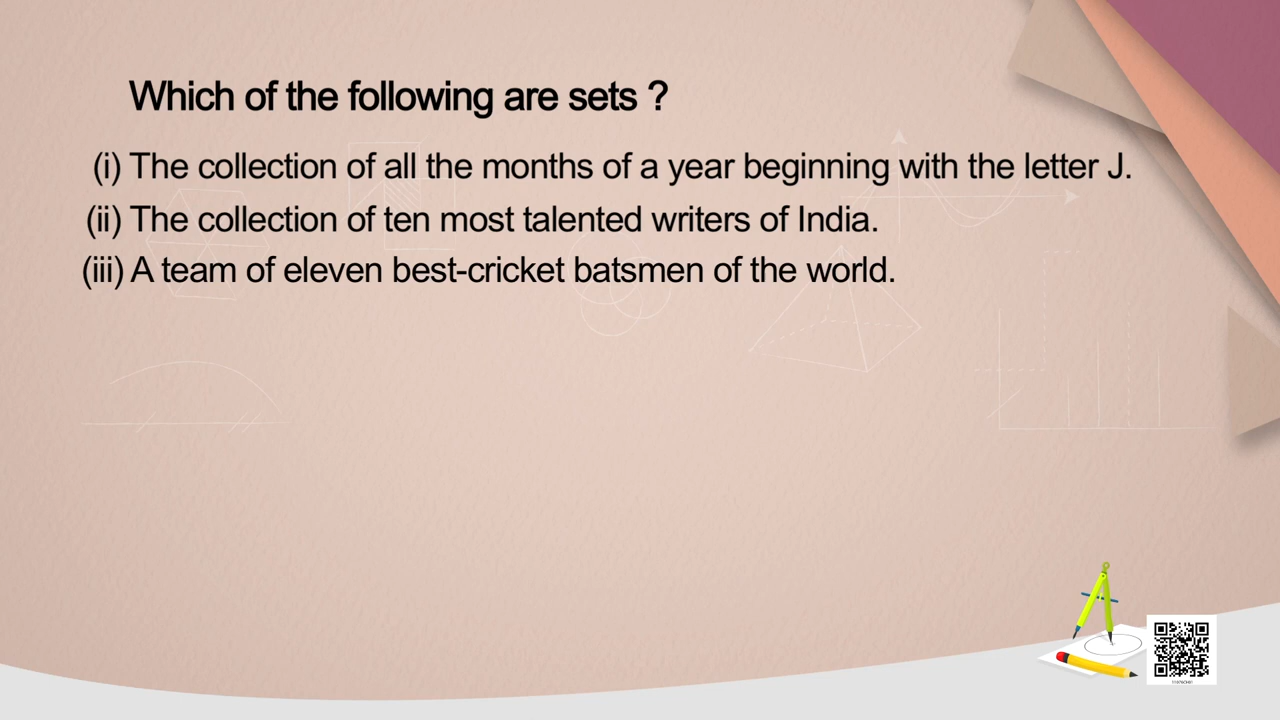 Which of the following are sets ?
(i) The collection of all the months of a year beginning with the letter J.
(ii) The collection of ten most talented writers of India.
(iii) A team of eleven best-cricket batsmen of the world.